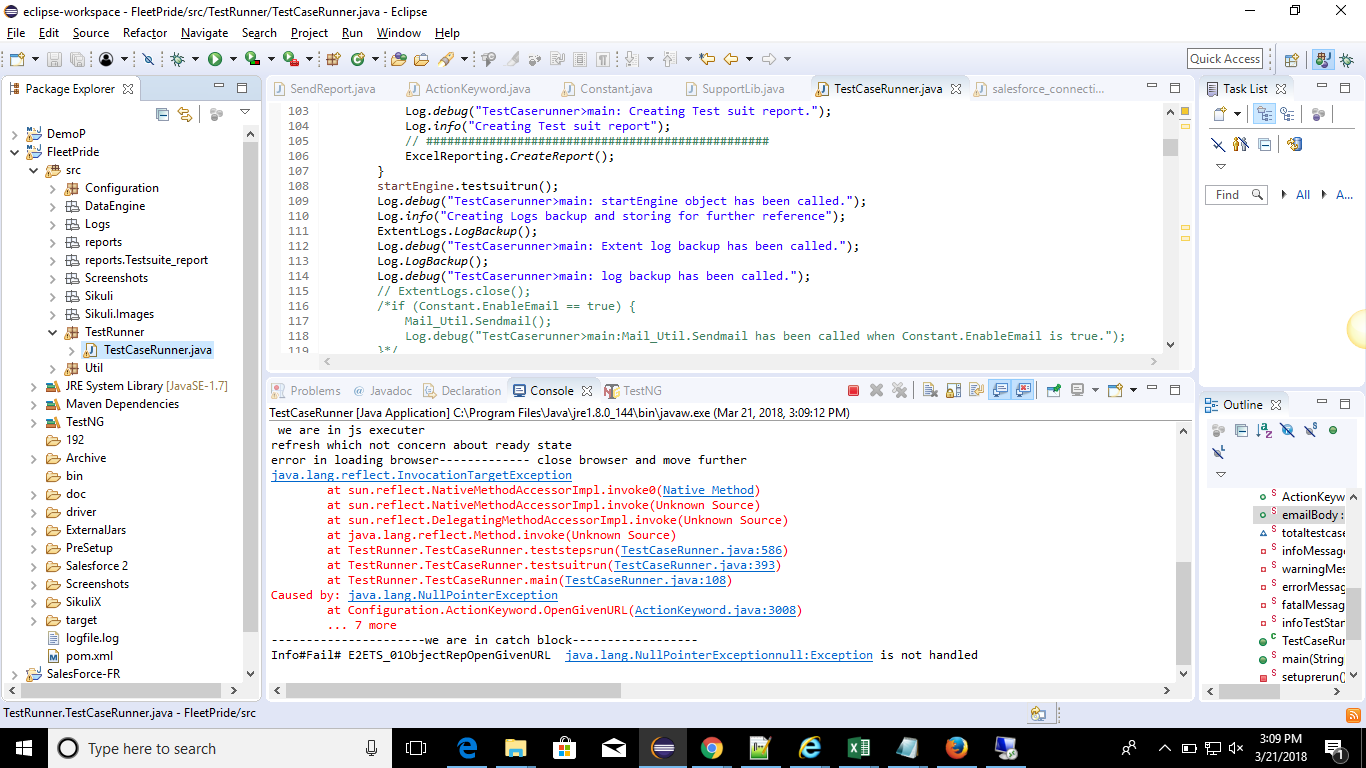 eclipse-workspace - FleetPride/src/TestRunner/TestCaseRunner.java - Eclipse
File Edit Source Refactor Navigate Search Project Run Window Help
Quick Access
Package Explorer
DemoP
FleetPride
src
Configuration
DataEngine
Logs
reports
reports.Testsuite_report
Screenshots
Sikuli
Sikuli.Images
TestRunner
TestCaseRunner.java
Util
JRE System Library [JavaSE-1.7]
Maven Dependencies
TestNG
192
Archive
bin
doc
driver
ExternalJars
PreSetup
Salesforce 2
Screenshots
SikuliX
target
logfile.log
pom.xml
SalesForce-FR
SendReport.java ActionKeyword.java Constant.java SupportLib.java TestCaseRunner.java salesforce_connecti...
103 Log.debug("TestCaserunner>main: Creating Test suit report.");
104 Log.info("Creating Test suit report");
105 // #################################################
106 ExcelReporting.CreateReport();
107 }
108 startEngine.testsuitrun();
109 Log.debug("TestCaserunner>main: startEngine object has been called.");
110 Log.info("Creating Logs backup and storing for further reference");
111 ExtentLogs.LogBackup();
112 Log.debug("TestCaserunner>main: Extent log backup has been called.");
113 Log.LogBackup();
114 Log.debug("TestCaserunner>main: log backup has been called.");
115 // ExtentLogs.close();
116 /*if (Constant.EnableEmail == true) {
117 Mail_Util.Sendmail();
118 Log.debug("TestCaserunner>main:Mail_Util.Sendmail has been called when Constant.EnableEmail is true.");
119 }*/
Problems @ Javadoc Declaration Console TestNG
TestCaseRunner [Java Application] C:\Program Files\Java\jre1.8.0_144\bin\javaw.exe (Mar 21, 2018, 3:09:12 PM)
we are in js executer
refresh which not concern about ready state
error in loading browser------------- close browser and move further
java.lang.reflect.InvocationTargetException
at sun.reflect.NativeMethodAccessorImpl.invoke0(Native Method)
at sun.reflect.NativeMethodAccessorImpl.invoke(Unknown Source)
at sun.reflect.DelegatingMethodAccessorImpl.invoke(Unknown Source)
at java.lang.reflect.Method.invoke(Unknown Source)
at TestRunner.TestCaseRunner.teststepsrun(TestCaseRunner.java:586)
at TestRunner.TestCaseRunner.testsuitrun(TestCaseRunner.java:393)
at TestRunner.TestCaseRunner.main(TestCaseRunner.java:108)
Caused by: java.lang.NullPointerException
at Configuration.ActionKeyword.OpenGivenURL(ActionKeyword.java:3008)
... 7 more
----------------------we are in catch block------------------
Info#Fail# E2ETS_01ObjectRepOpenGivenURL java.lang.NullPointerExceptionnull:Exception is not handled
Task List
Find All A...
Outline
ActionKeyw
emailBody :
totaltestcase
infoMessage
warningMes
errorMessag
fatalMessag
infoTestStar
TestCaseRur
main(String
setuprerun()
TestRunner.TestCaseRunner.java - FleetPride/src
Type here to search
3:09 PM
3/21/2018
1